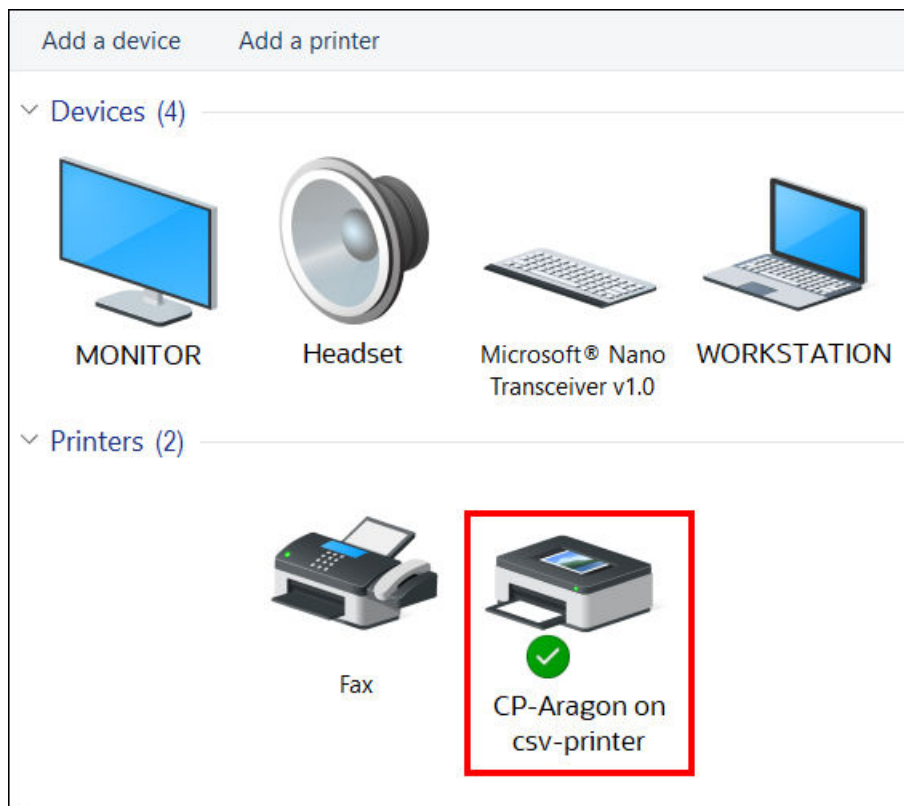 Add a device Add a printer
Devices (4)
MONITOR Headset Microsoft® Nano WORKSTATION
Transceiver v1.0
Printers (2)
Fax
CP-Aragon on
csv-printer